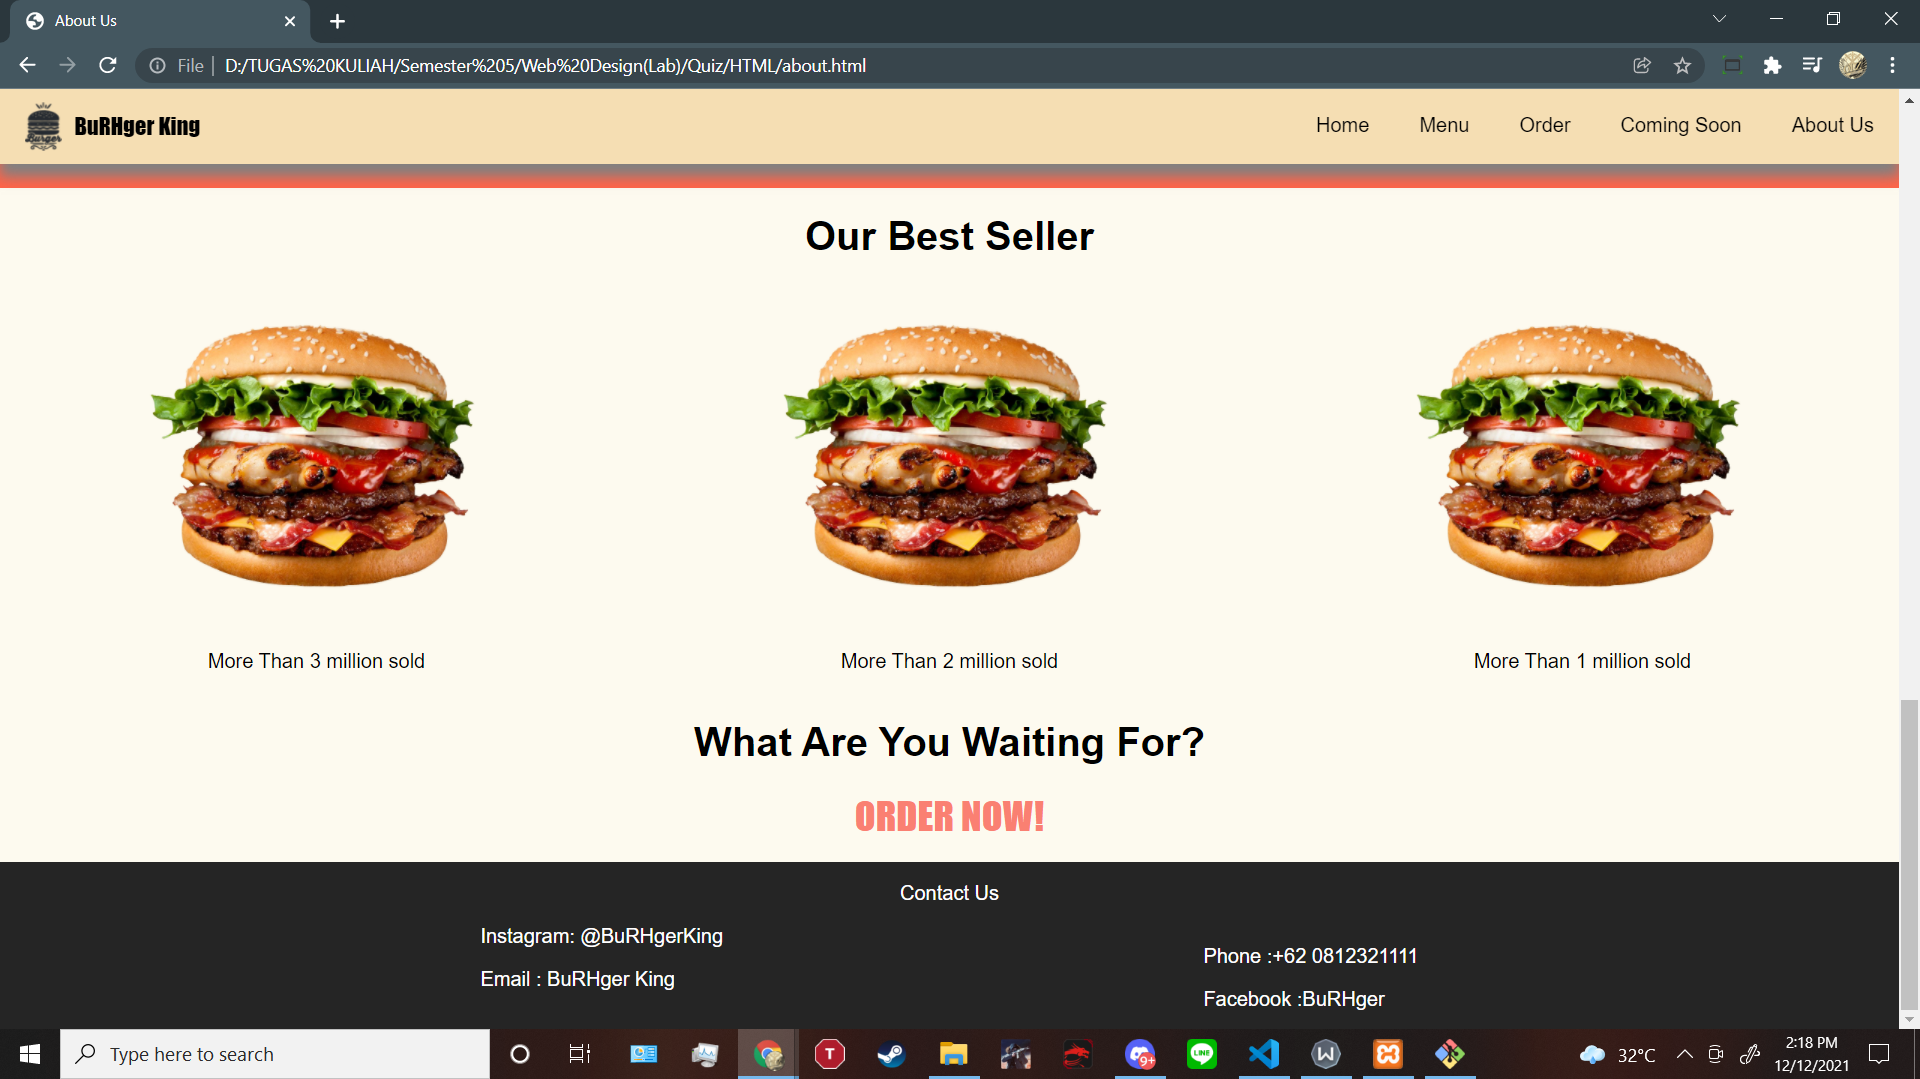 About Us
File | D:/TUGAS%20KULIAH/Semester%205/Web%20Design(Lab)/Quiz/HTML/about.html
Burger
BuRHger King
Home Menu Order Coming Soon About Us
Our Best Seller
More Than 3 million sold More Than 2 million sold More Than 1 million sold
What Are You Waiting For?
ORDER NOW!
Contact Us
Instagram: @BuRHgerKing
Phone :+62 0812321111
Email : BuRHger King
Facebook :BuRHger
Type here to search
T
9+
LINE
W
32°C
2:18 PM
12/12/2021